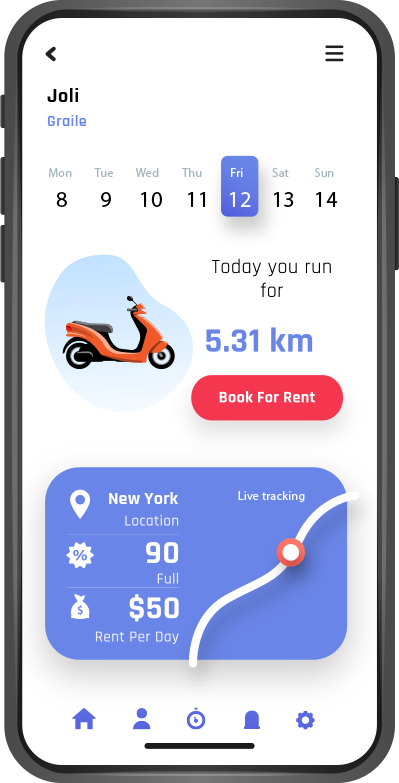 Joli
Graile
Mon Tue Wed Thu Fri Sat Sun
8 9 10 11 12 13 14
Today you run
for
5.31 km
Book For Rent
New York
Location
Live tracking
%
90
Full
$
$50
Rent Per Day